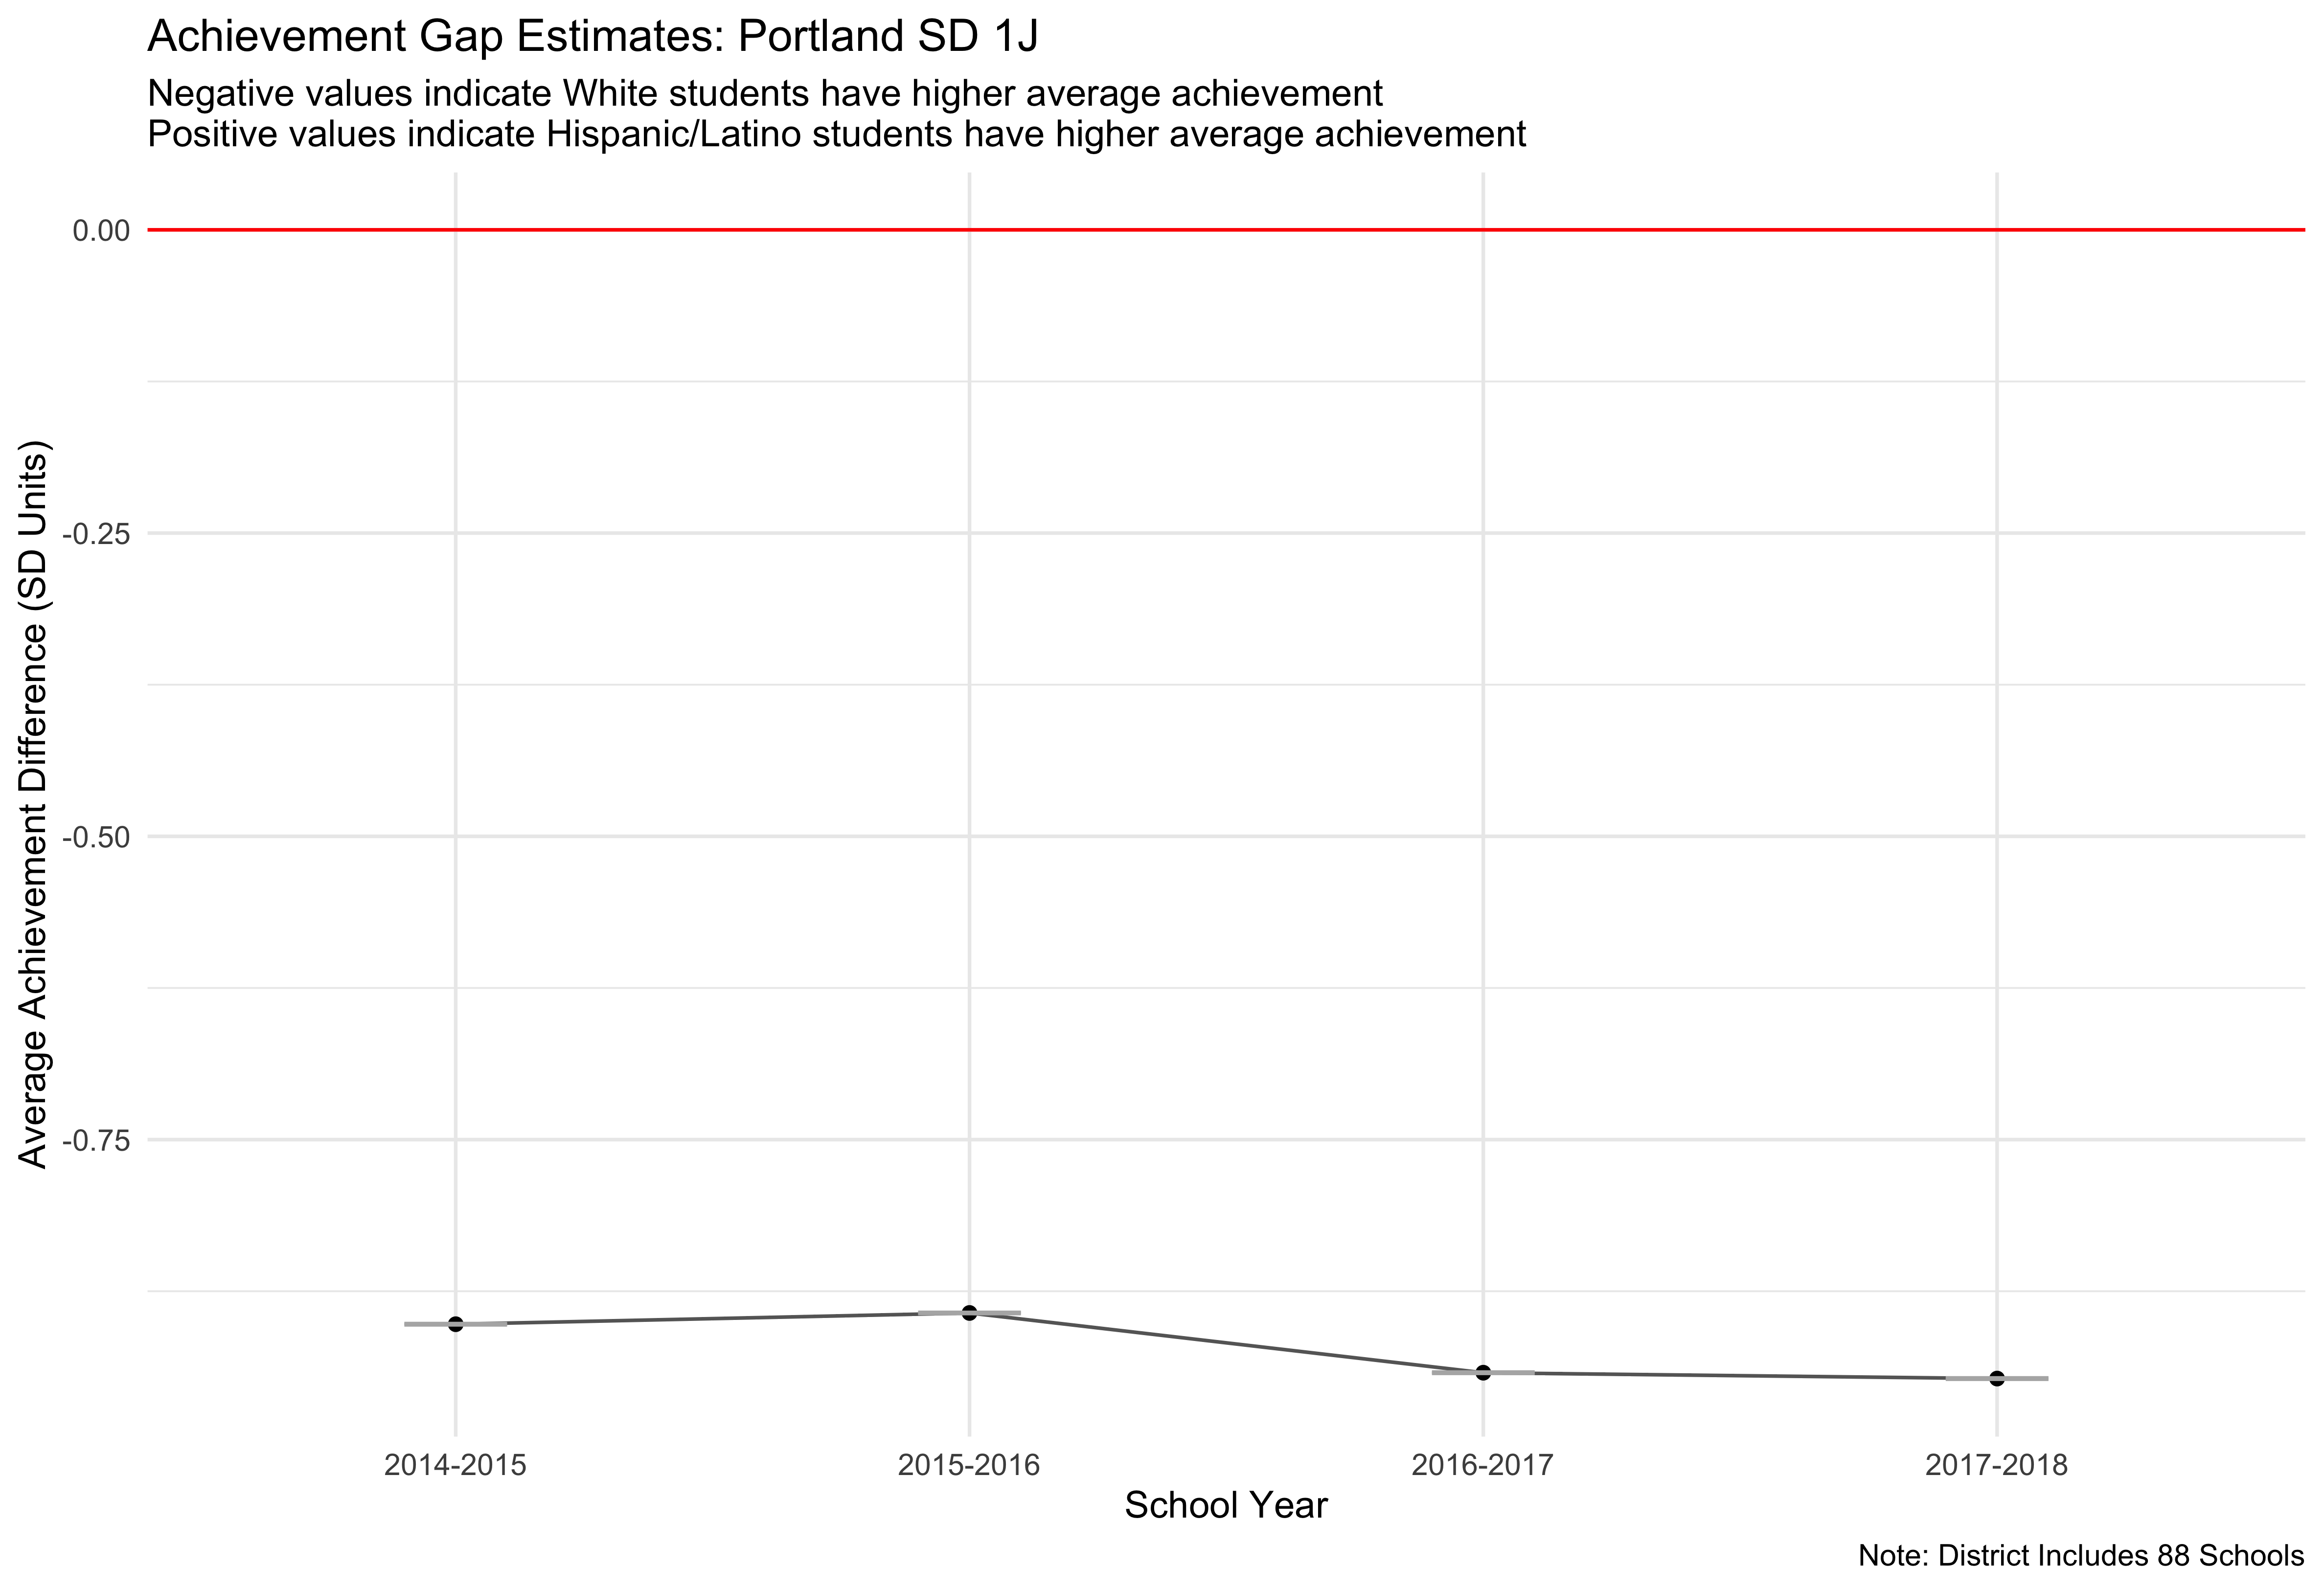 Achievement Gap Estimates: Portland SD 1J
Negative values indicate White students have higher average achievement
Positive values indicate Hispanic/Latino students have higher average achievement
Average Achievement Difference (SD Units)
0.00
-0.25
-0.50
-0.75
2014-2015
2015-2016
2016-2017
2017-2018
School Year
Note: District Includes 88 Schools